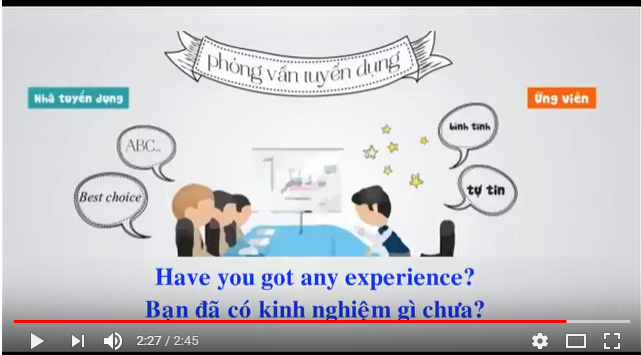 phỏng vấn tuyển dụng
Nhà tuyển dụng
Ứng viên
ABC...
bình tĩnh
Best choice
tự tin
Have you got any experience?
Bạn đã có kinh nghiệm gì chưa?
2:27 / 2:45